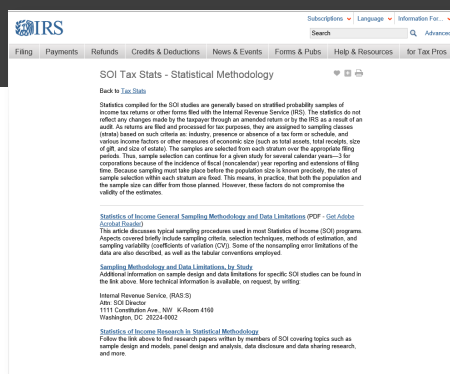 Subscriptions Language Information For...
IRS
Search Advanced
Filing Payments Refunds Credits & Deductions News & Events Forms & Pubs Help & Resources for Tax Pros
SOI Tax Stats - Statistical Methodology
Back to Tax Stats
Statistics compiled for the SOI studies are generally based on stratified probability samples of
income tax returns or other forms filed with the Internal Revenue Service (IRS). The statistics do not
reflect any changes made by the taxpayer through an amended return or by the IRS as a result of an
audit. As returns are filed and processed for tax purposes, they are assigned to sampling classes
(strata) based on such criteria as: industry, presence or absence of a tax form or schedule, and
various income factors or other measures of economic size (such as total assets, total receipts, size
of gift, and size of estate). The samples are selected from each stratum over the appropriate filing
periods. Thus, sample selection can continue for a given study for several calendar years—3 for
corporations because of the incidence of fiscal (noncalendar) year reporting and extensions of filing
time. Because sampling must take place before the population size is known precisely, the rates of
sample selection within each stratum are fixed. This means, in practice, that both the population and
the sample size can differ from those planned. However, these factors do not compromise the
validity of the estimates.
Statistics of Income General Sampling Methodology and Data Limitations (PDF - Get Adobe
Acrobat Reader)
This article discusses typical sampling procedures used in most Statistics of Income (SOI) programs.
Aspects covered briefly include sampling criteria, selection techniques, methods of estimation, and
sampling variability (coefficients of variation (CV)). Some of the nonsampling error limitations of the
data are also described, as well as the tabular conventions employed.
Sampling Methodology and Data Limitations, by Study
Additional information on sample design and data limitations for specific SOI studies can be found in
the link above. More technical information is available, on request, by writing:
Internal Revenue Service, (RAS:S)
Attn: SOI Director
1111 Constitution Ave., NW K-Room 4160
Washington, DC 20224-0002
Statistics of Income Research in Statistical Methodology
Follow the link above to find research papers written by members of SOI covering topics such as
sample design and models, panel design and analysis, data disclosure and data sharing research,
and more.